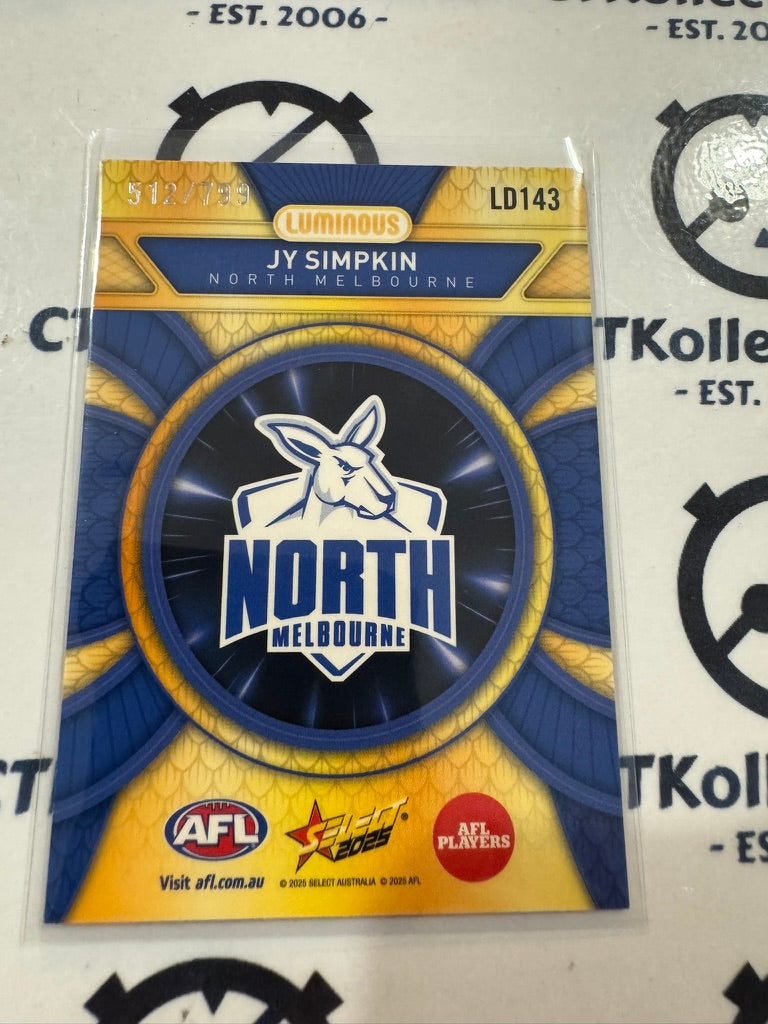 - EST. 2006 -
- EST. 20
512/799
LD143
LUMINOUS
JY SIMPKIN
NORTH MELBOURNE
CT
TKolle
- EST.
NORTH
MELBOURNE
CT
TKol
- ES
AFL
SELECT
2025
®
AFL
PLAYERS
Visit afl.com.au
© 2025 SELECT AUSTRALIA © 2025 AFL